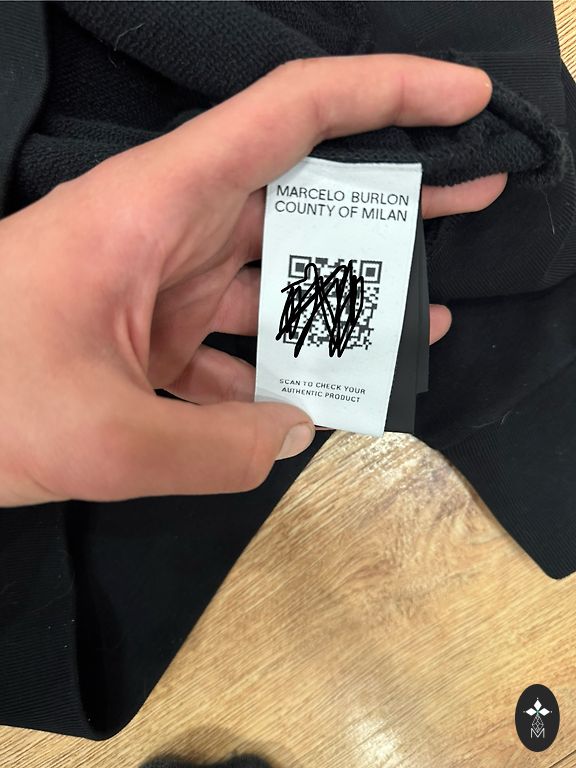 MARCELO BURLON
COUNTY OF MILAN
SCAN TO CHECK YOUR
AUTHENTIC PRODUCT
M